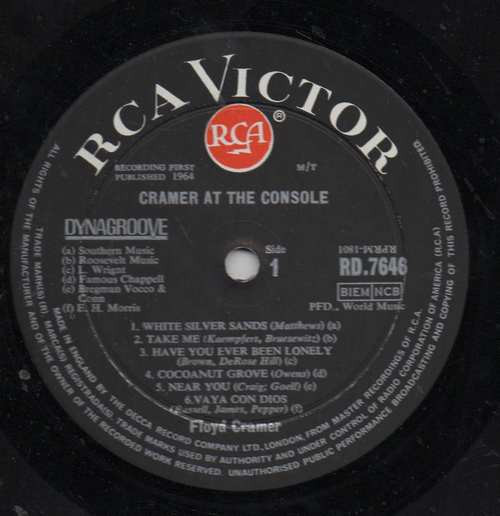 RCA VICTOR
RCA
®
RECORDING FIRST
PUBLISHED 1964
M/T
CRAMER AT THE CONSOLE
DYNAGROOVE
(a) Southern Music
(b) Roosevelt Music
(c) L. Wright
(d) Famous Chappell
(e) Bregman Vocco &
Conn
(f) E. H. Morris
Side
1
RPRM-1801
RD.7646
BIEM NCB
PFD., World Music
1. WHITE SILVER SANDS (Matthews) (a)
2. TAKE ME (Kaempfert, Bruesewitz) (b)
3. HAVE YOU EVER BEEN LONELY
(Brown, DeRose Hill) (c)
4. COCOANUT GROVE (Owens) (d)
5. NEAR YOU (Craig; Goell) (e)
6.VAYA CON DIOS
(Russell, James, Pepper) (f)
Floyd Cramer
ALL RIGHTS OF THE MANUFACTURER AND OF THE OWNER OF THE RECORDED WORK RESERVED. UNAUTHORISED PUBLIC PERFORMANCE BROADCASTING AND COPYING OF THIS RECORD PROHIBITED
TRADE MARK(S) (R) MARCA(S) REGISTRADA(S) TRADE MARKS USED BY AUTHORITY AND UNDER CONTROL OF RADIO CORPORATION OF AMERICA (R.C.A.)
MADE IN ENGLAND BY THE DECCA RECORD COMPANY LTD., LONDON, FROM MASTER RECORDINGS OF R.C.A.